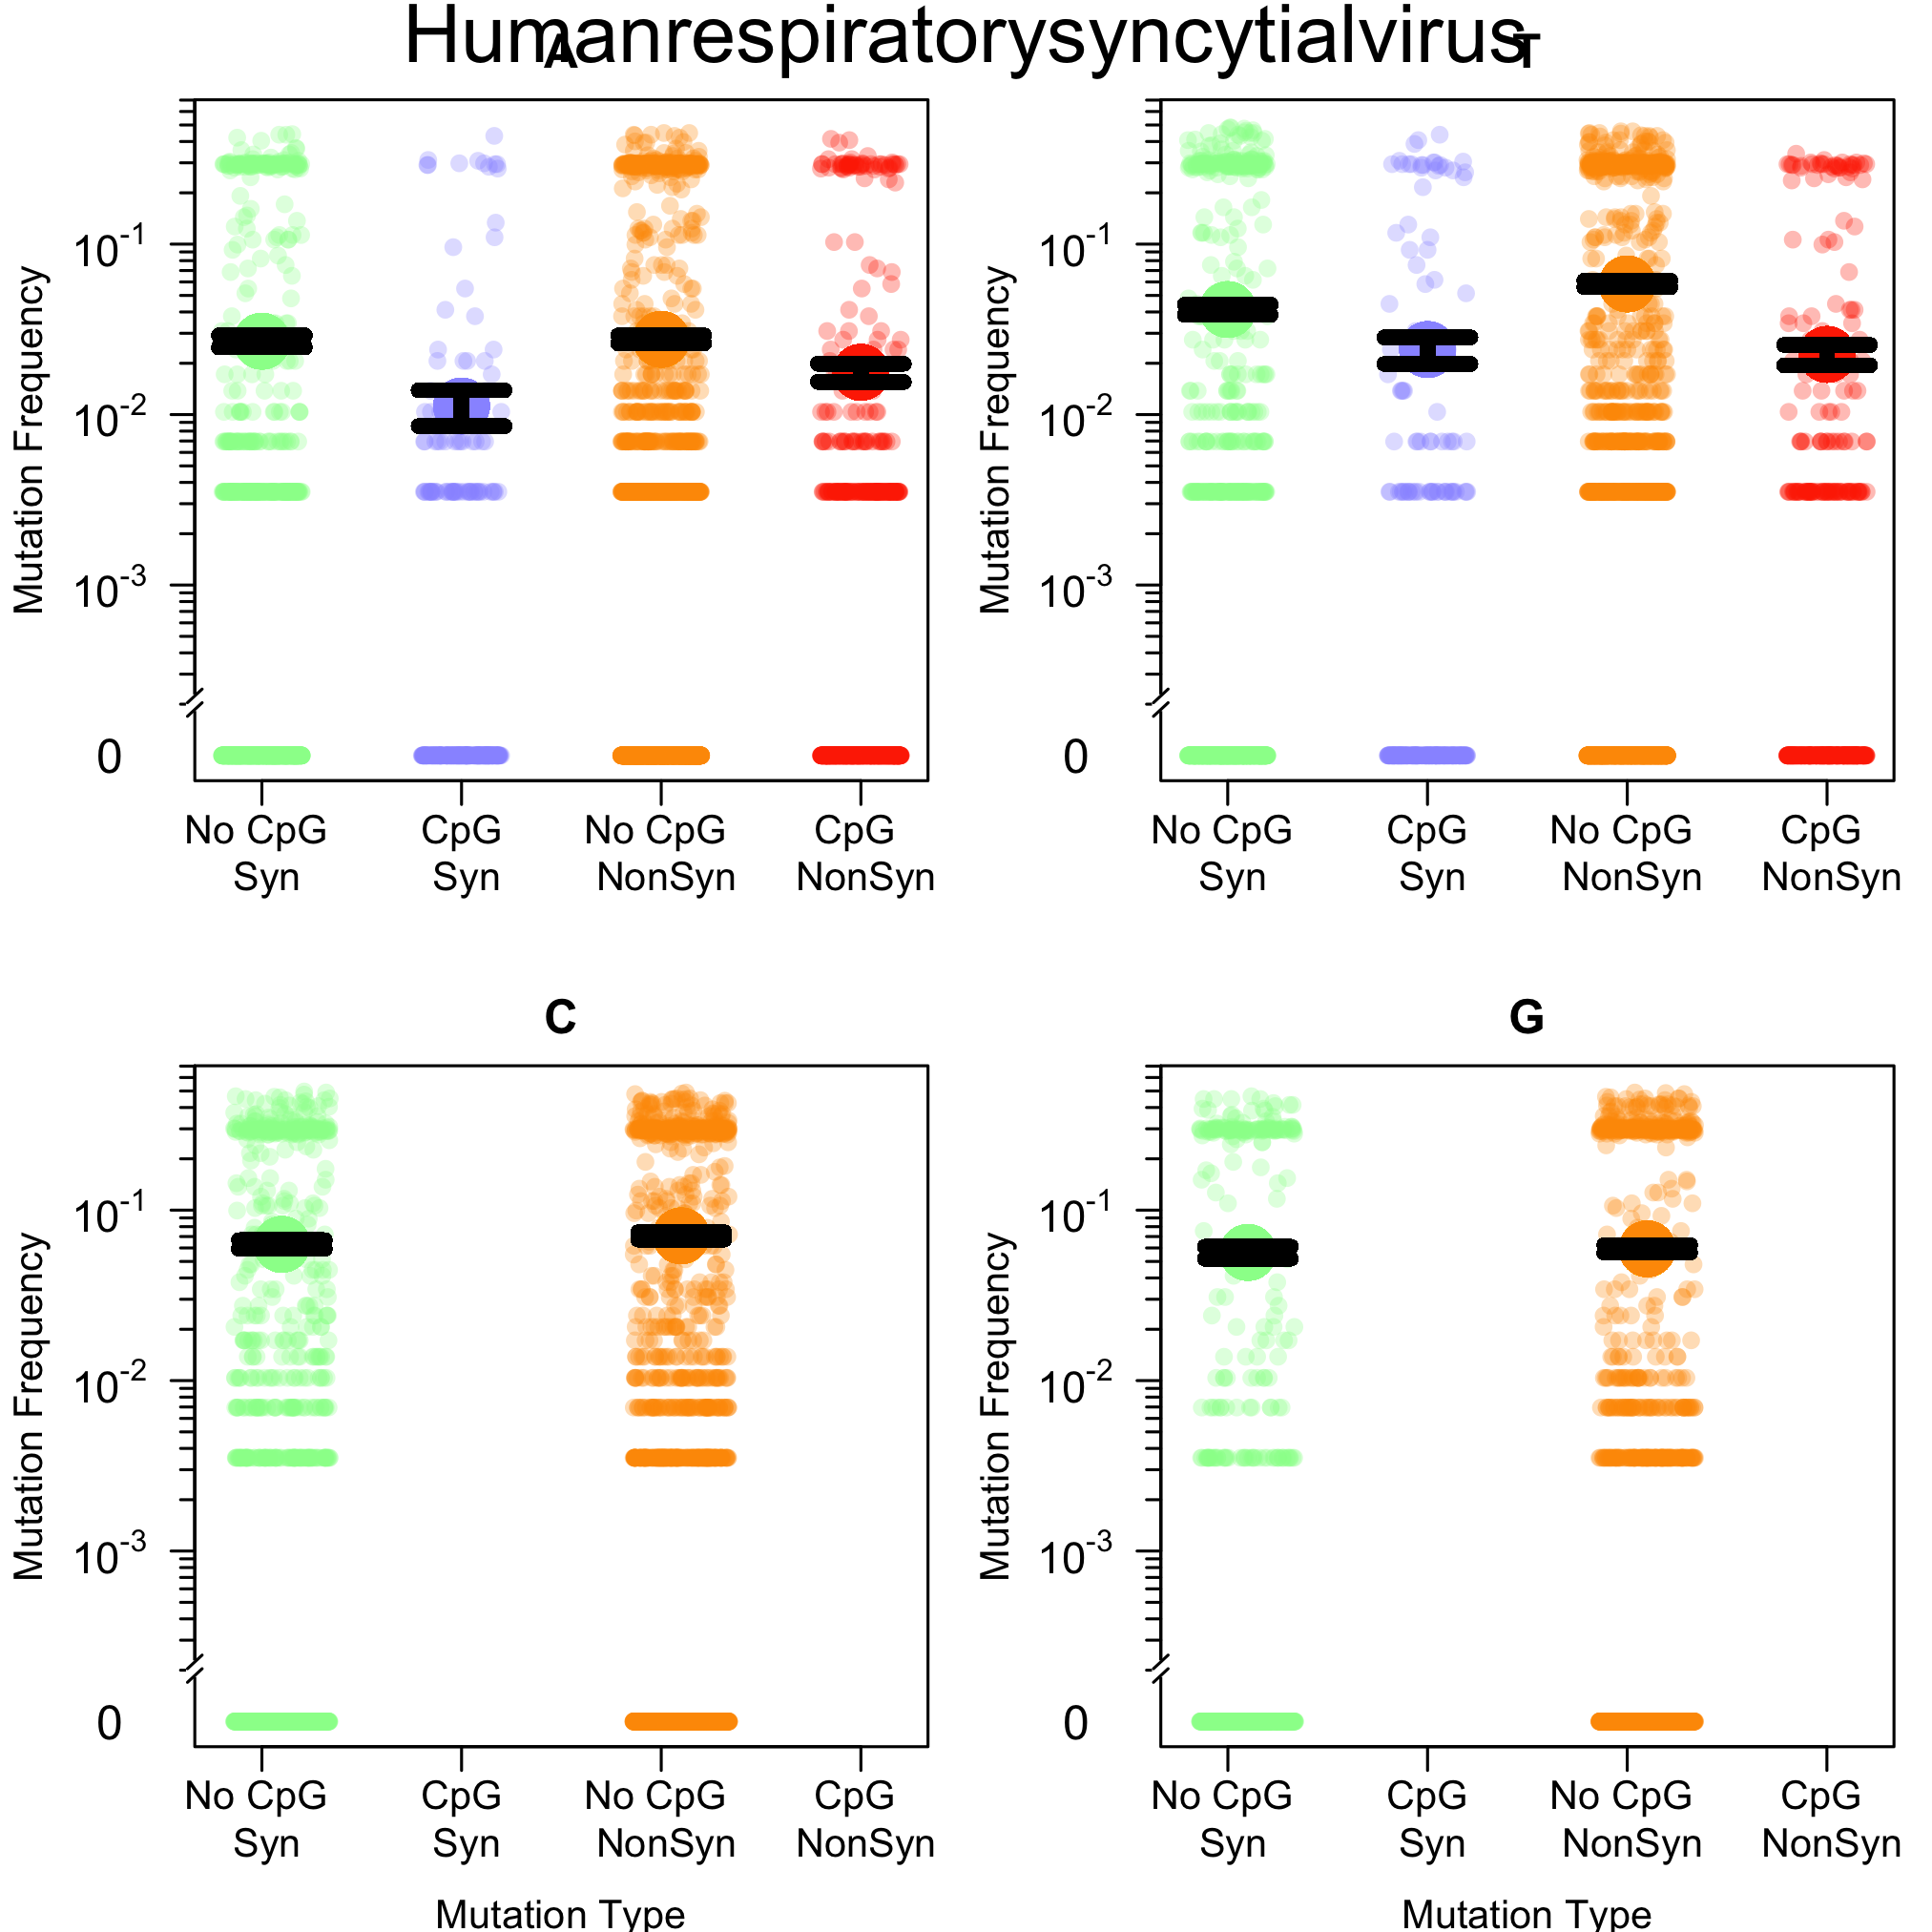 Humanrespiratorysyncytialvirus
A
T
Mutation Frequency
10-1
10-2
10-3
0
No CpG CpG No CpG CpG
Syn Syn NonSyn NonSyn
Mutation Frequency
10-1
10-2
10-3
0
No CpG CpG No CpG CpG
Syn Syn NonSyn NonSyn
C
Mutation Frequency
10-1
10-2
10-3
0
No CpG CpG No CpG CpG
Syn Syn NonSyn NonSyn
Mutation Type
G
Mutation Frequency
10-1
10-2
10-3
0
No CpG CpG No CpG CpG
Syn Syn NonSyn NonSyn
Mutation Type